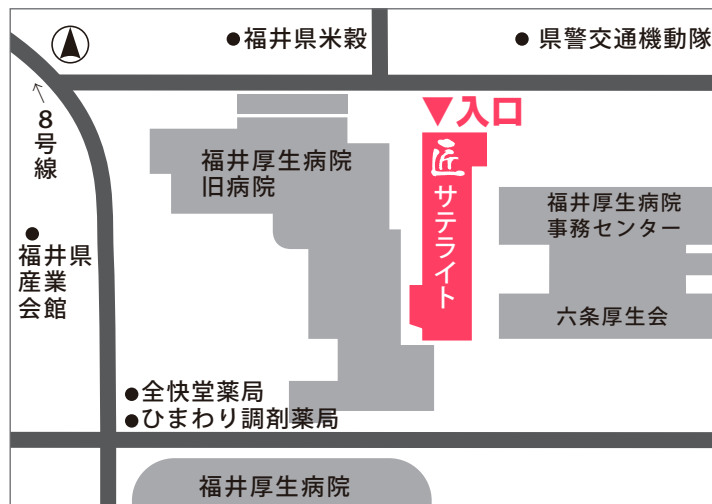 福井県米穀
県警交通機動隊
8号線
入口
匠サテライト
福井厚生病院
旧病院
福井厚生病院
事務センター
福井県
産業
会館
六条厚生会
全快堂薬局
ひまわり調剤薬局
福井厚生病院